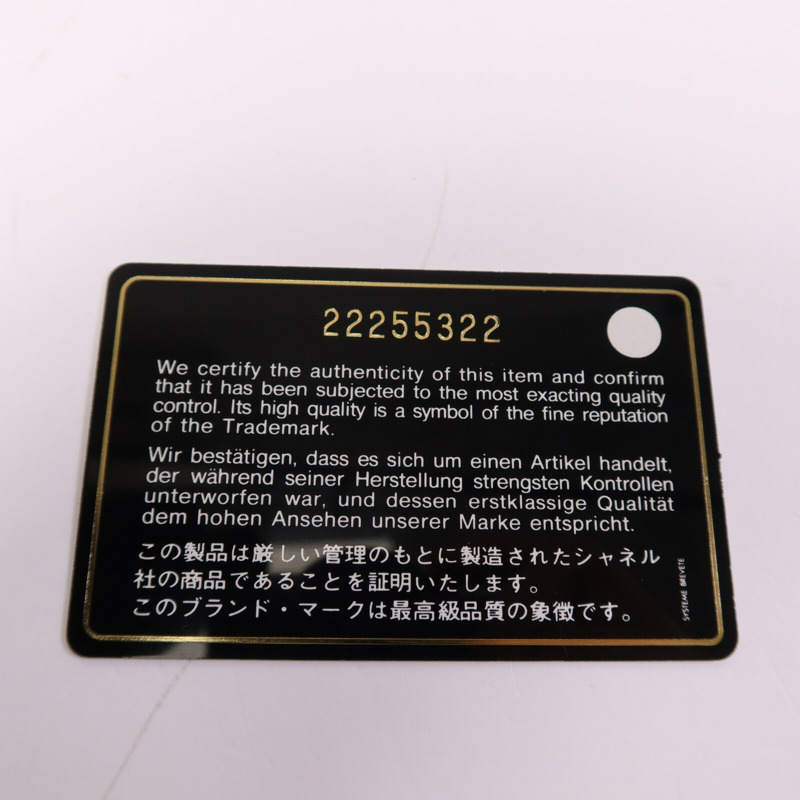 22255322
We certify the authenticity of this item and confirm
that it has been subjected to the most exacting quality
control. Its high quality is a symbol of the fine reputation
of the Trademark.
Wir bestätigen, dass es sich um einen Artikel handelt,
der während seiner Herstellung strengsten Kontrollen
unterworfen war, und dessen erstklassige Qualität
dem hohen Ansehen unserer Marke entspricht.
この製品は厳しい管理のもとに製造されたシャネル
社の商品であることを証明いたします。
このブランド・マークは最高級品質の象徴です。
SYSTEME BREVETE